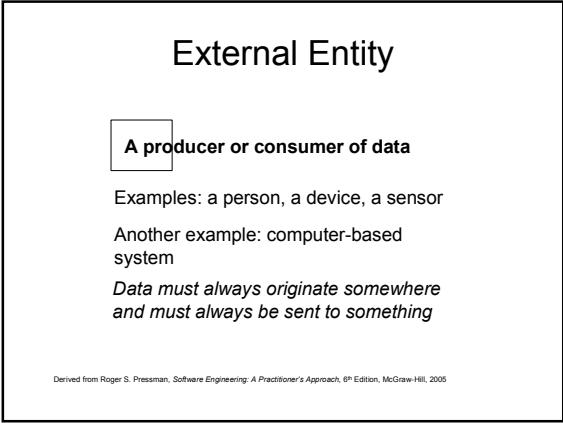 External Entity
A producer or consumer of data
Examples: a person, a device, a sensor
Another example: computer-based
system
Data must always originate somewhere
and must always be sent to something
Derived from Roger S. Pressman, Software Engineering: A Practitioner's Approach, 6th Edition, McGraw-Hill, 2005